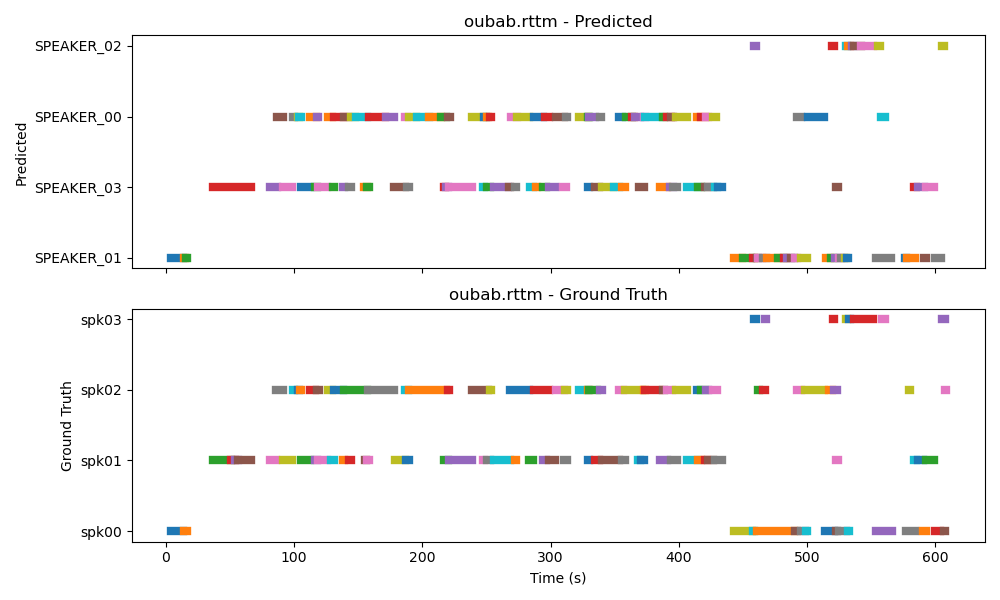 oubab.rttm - Predicted
SPEAKER_02
SPEAKER_00
SPEAKER_03
SPEAKER_01
Predicted
oubab.rttm - Ground Truth
spk03
spk02
spk01
spk00
Ground Truth
0 100 200 300 400 500 600
Time (s)